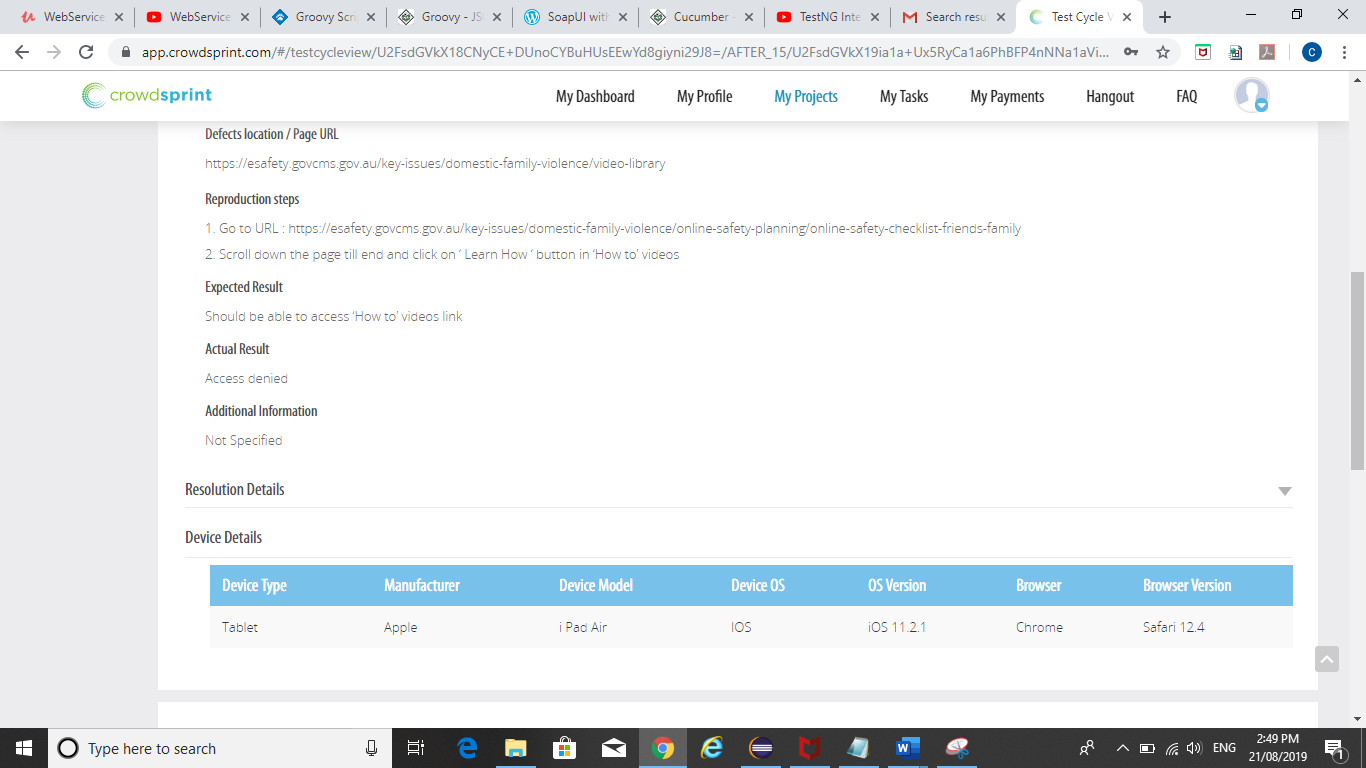 WebService
WebService
Groovy Scri
Groovy - JS
SoapUI with
Cucumber -
TestNG Inte
Search resu
Test Cycle V
app.crowdsprint.com/#/testcycleview/U2FsdGVkX18CNyCE+DUnoCYBuHUsEEwYd8giyni29J8=/AFTER_15/U2FsdGVkX19ia1a+Ux5RyCa1a6PhBFP4nNNa1aVi...
C
crowdsprint
My Dashboard
My Profile
My Projects
My Tasks
My Payments
Hangout
FAQ
Defects location / Page URL
https://esafety.govcms.gov.au/key-issues/domestic-family-violence/video-library
Reproduction steps
1. Go to URL : https://esafety.govcms.gov.au/key-issues/domestic-family-violence/online-safety-planning/online-safety-checklist-friends-family
2. Scroll down the page till end and click on ‘ Learn How ‘ button in ‘How to’ videos
Expected Result
Should be able to access ‘How to’ videos link
Actual Result
Access denied
Additional Information
Not Specified
Resolution Details
Device Details
Device Type Manufacturer Device Model Device OS OS Version Browser Browser Version
Tablet Apple i Pad Air IOS iOS 11.2.1 Chrome Safari 12.4
Type here to search
ENG
2:49 PM
21/08/2019
1